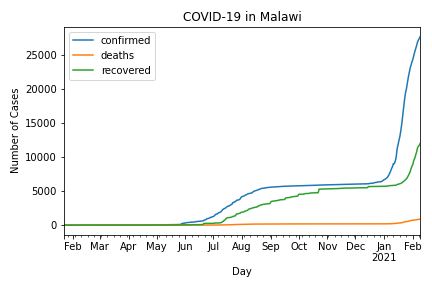 COVID-19 in Malawi
confirmed
deaths
recovered
Number of Cases
25000
20000
15000
10000
5000
0
Feb Mar Apr May Jun Jul Aug Sep Oct Nov Dec Jan Feb
2021
Day